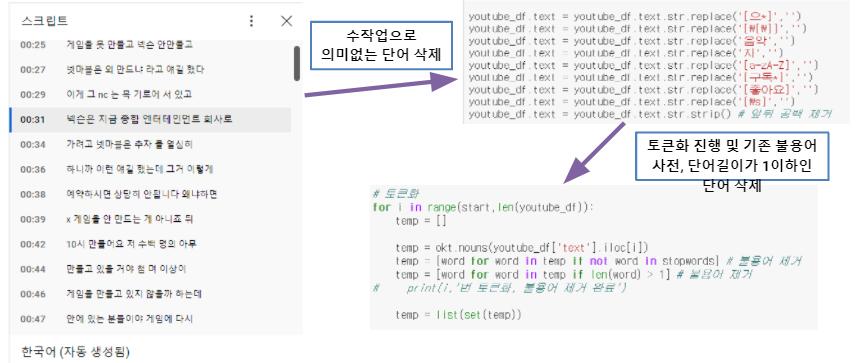 스크립트
00:25 게임을 못 만들고 넥슨 안만들고
00:27 넷마블은 외 만드냐 라고 얘길 했다
00:29 이게 그 nc 는 목 기로에 서 있고
00:31 넥슨은 지금 종합 엔터테인먼트 회사로
00:34 가려고 넷마블은 추자 를 열심히
00:36 하니까 이런 얘길 했는데 그거 이렇게
00:38 예약하시면 상당히 안됩니다 왜냐하면
00:39 x 게임을 안 만드는 게 아니죠 뒤
00:42 10시 만들어요 저 수백 명의 아무
00:44 만들고 있을 거야 첨 며 이상이
00:46 게임을 만들고 있지 않을까 하는데
00:47 안에 있는 분들이야 게임에 다시
한국어 (자동 생성됨)
수작업으로
의미없는 단어 삭제
youtube_df.text = youtube_df.text.str.replace('[으*]','')
youtube_df.text = youtube_df.text.str.replace('[₩[₩]]','')
youtube_df.text = youtube_df.text.str.replace('음악','')
youtube_df.text = youtube_df.text.str.replace('지','')
youtube_df.text = youtube_df.text.str.replace('[a-zA-Z]','')
youtube_df.text = youtube_df.text.str.replace('[구독*]','')
youtube_df.text = youtube_df.text.str.replace('[좋아요]','')
youtube_df.text = youtube_df.text.str.replace('[₩s]','')
youtube_df.text = youtube_df.text.str.strip() # 앞뒤 공백 제거
토큰화 진행 및 기존 불용어
사전, 단어길이가 1이하인
단어 삭제
# 토큰화
for i in range(start,len(youtube_df)):
temp = []
temp = okt.nouns(youtube_df['text'].iloc[i])
temp = [word for word in temp if not word in stopwords] # 불용어 제거
temp = [word for word in temp if len(word) > 1] # 불용어 제거
# print(i,'번 토큰화, 불용어 제거 완료')
temp = list(set(temp))